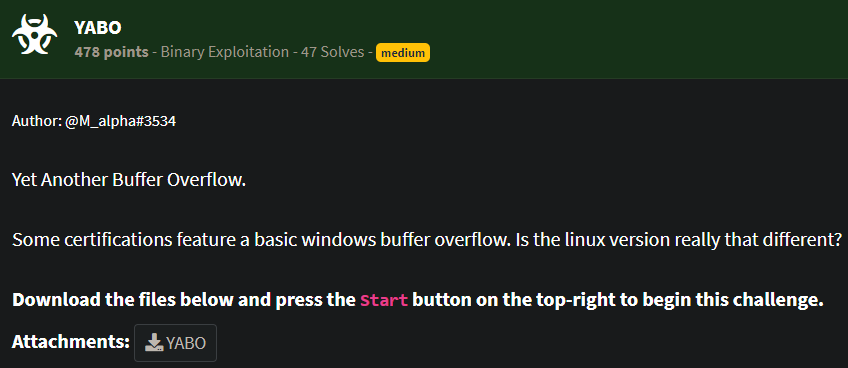 YABO
478 points - Binary Exploitation - 47 Solves - medium
Author: @M_alpha#3534
Yet Another Buffer Overflow.
Some certifications feature a basic windows buffer overflow. Is the linux version really that different?
Download the files below and press the Start button on the top-right to begin this challenge.
Attachments: YABO